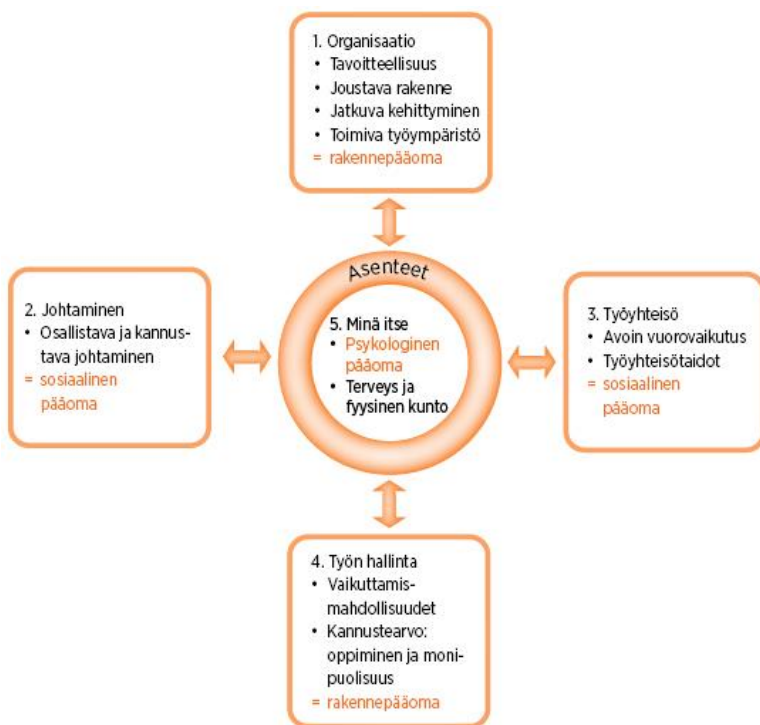 1. Organisaatio
• Tavoitteellisuus
• Joustava rakenne
• Jatkuva kehittyminen
• Toimiva työympäristö
= rakennepääoma
Asenteet
2. Johtaminen
• Osallistava ja kannus-
tava johtaminen
= sosiaalinen
pääoma
5. Minä itse
• Psykologinen
pääoma
• Terveys ja
fyysinen kunto
3. Työyhteisö
• Avoin vuorovaikutus
• Työyhteisötaidot
= sosiaalinen
pääoma
4. Työn hallinta
• Vaikuttamis-
mahdollisuudet
• Kannustearvo:
oppiminen ja moni-
puolisuus
= rakennepääoma